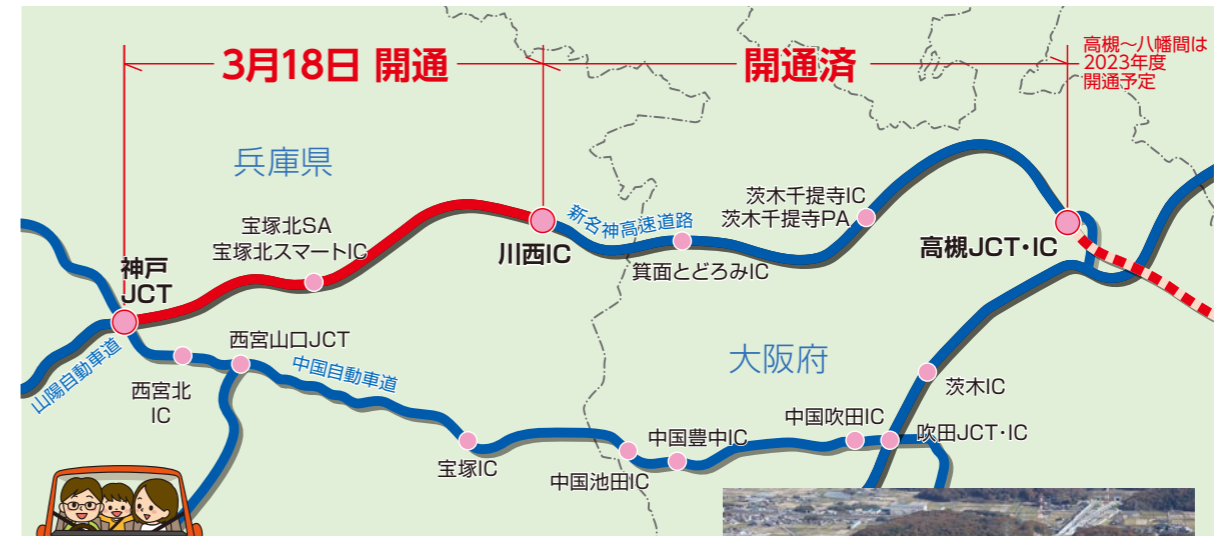 3月18日 開通
開通済
高槻～八幡間は
2023年度
開通予定
兵庫県
宝塚北SA
宝塚北スマートIC
新名神高速道路
茨木千提寺IC
茨木千提寺PA
川西IC
箕面とどろみIC
高槻JCT・IC
神戸
JCT
山陽自動車道
西宮山口JCT
中国自動車道
大阪府
西宮北
IC
茨木IC
中国吹田IC
吹田JCT・IC
中国豊中IC
宝塚IC
中国池田IC